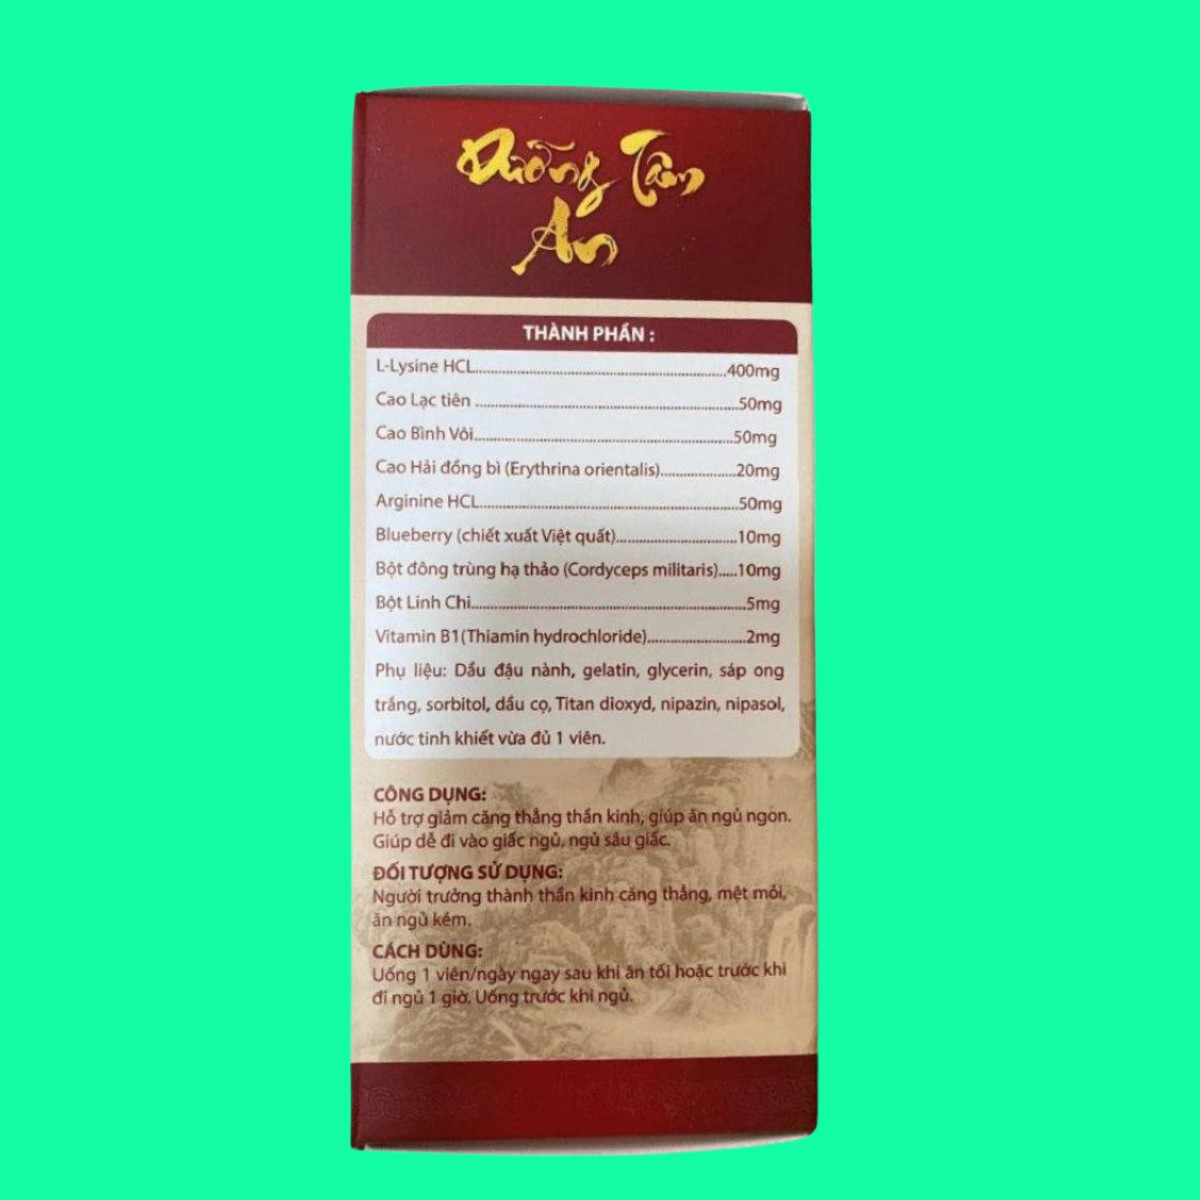 Dưỡng Tâm
An
THÀNH PHẦN :
L-Lysine HCL........................................................400mg
Cao Lạc tiên ........................................................50mg
Cao Bình Vôi........................................................50mg
Cao Hải đồng bì (Erythrina orientalis)...................20mg
Arginine HCL........................................................50mg
Blueberry (chiết xuất Việt quất)..............................10mg
Bột đông trùng hạ thảo (Cordyceps militaris).....10mg
Bột Linh Chi...........................................................5mg
Vitamin B1(Thiamin hydrochloride).........................2mg
Phụ liệu: Dầu đậu nành, gelatin, glycerin, sáp ong
trắng, sorbitol, dầu cọ, Titan dioxyd, nipazin, nipasol,
nước tinh khiết vừa đủ 1 viên.
CÔNG DỤNG:
Hỗ trợ giảm căng thẳng thần kinh, giúp ăn ngủ ngon.
Giúp dễ đi vào giấc ngủ, ngủ sâu giấc.
ĐỐI TƯỢNG SỬ DỤNG:
Người trưởng thành thần kinh căng thẳng, mệt mỏi,
ăn ngủ kém.
CÁCH DÙNG:
Uống 1 viên/ngày ngay sau khi ăn tối hoặc trước khi
đi ngủ 1 giờ. Uống trước khi ngủ.